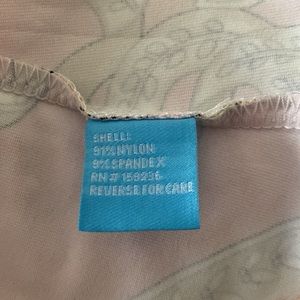 SHELL:
91% NYLON
9% SPANDEX
RN # 159236
REVERSE FOR CARE